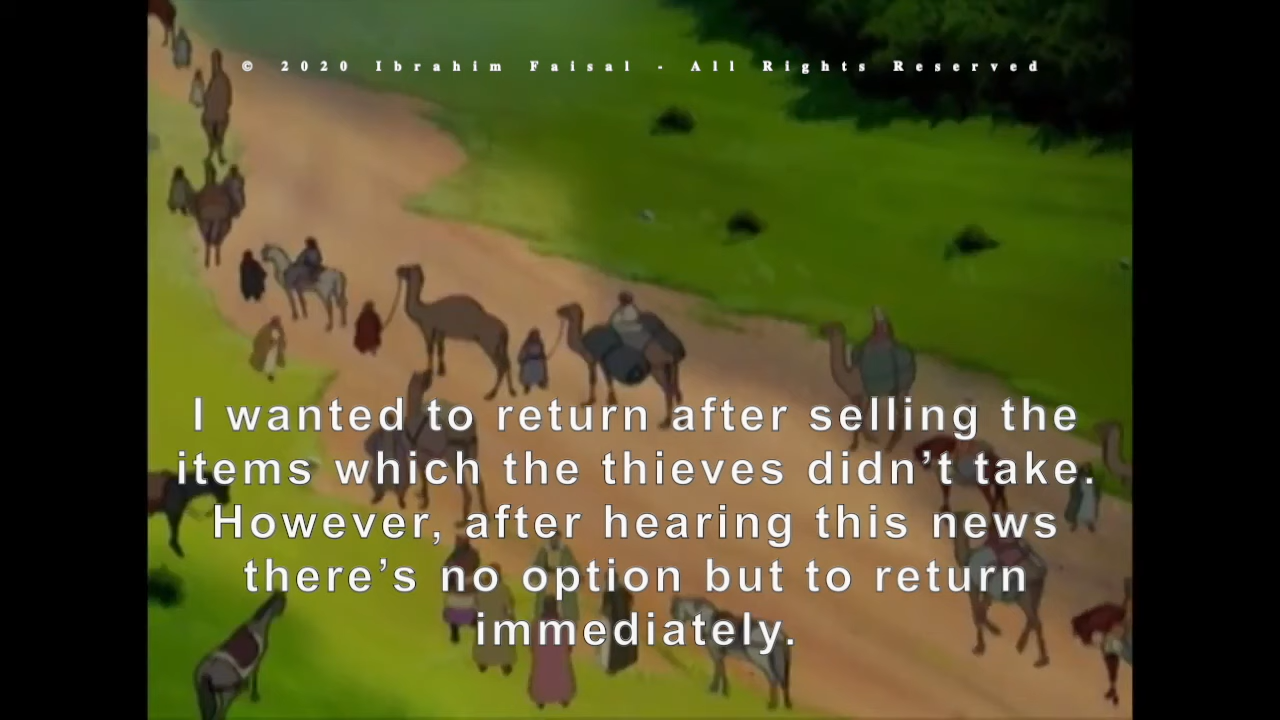 © 2020 Ibrahim Faisal - All Rights Reserved
I wanted to return after selling the
items which the thieves didn’t take.
However, after hearing this news
there’s no option but to return
immediately.